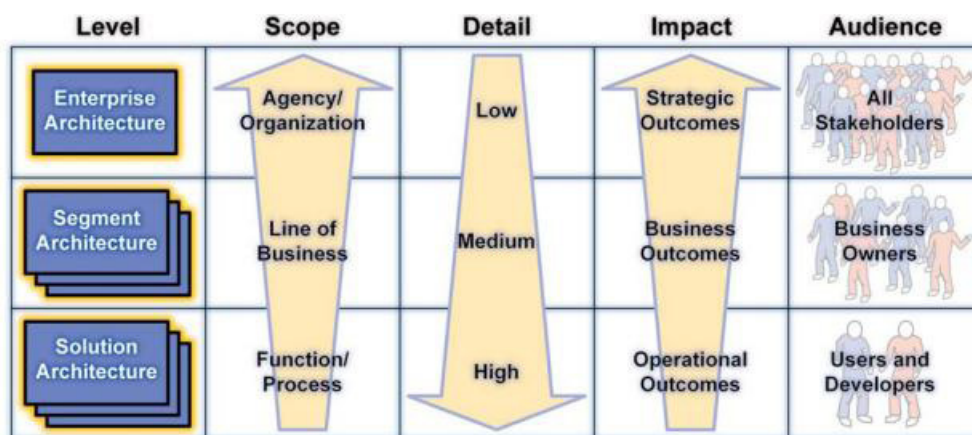 Level Scope Detail Impact Audience
Enterprise
Architecture
Agency/
Organization
Low
Strategic
Outcomes
All
Stakeholders
Segment
Architecture
Line of
Business
Medium
Business
Outcomes
Business
Owners
Solution
Architecture
Function/
Process
High
Operational
Outcomes
Users and
Developers